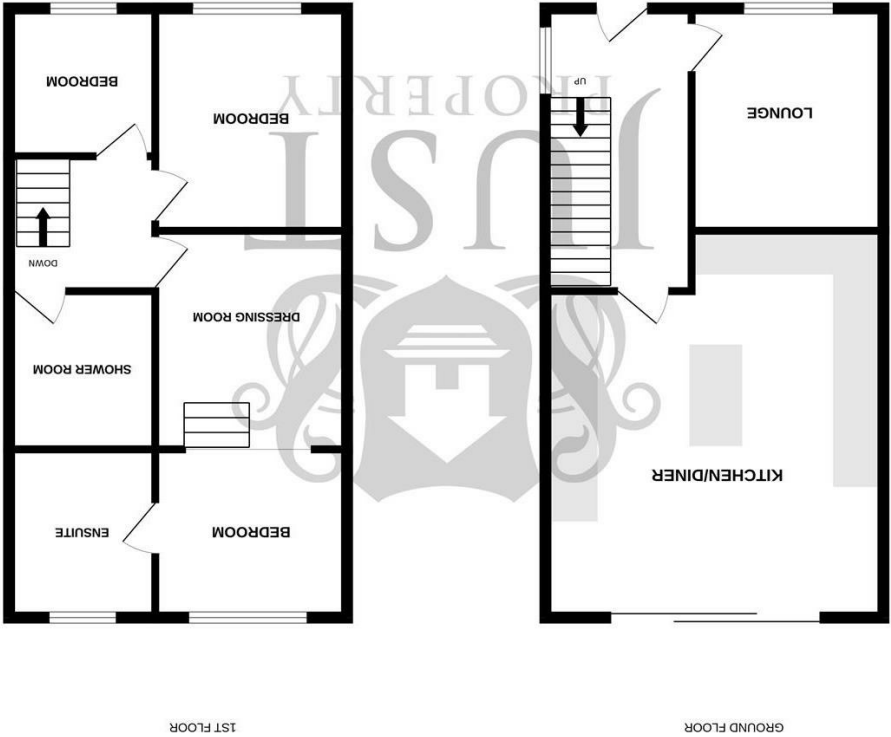 GROUND FLOOR
1ST FLOOR
KITCHEN/DINER
LOUNGE
UP
BEDROOM
ENSUITE
SHOWER ROOM
DRESSING ROOM
DOWN
BEDROOM
BEDROOM
JUST
PROPERTY